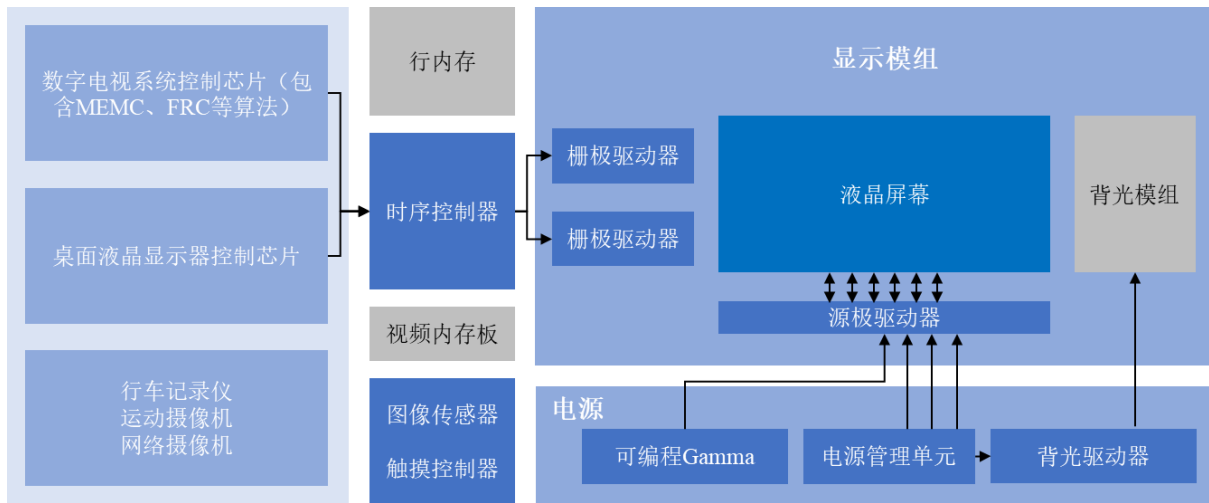 数字电视系统控制芯片（包
含MEMC、FRC等算法）
桌面液晶显示器控制芯片
行车记录仪
运动摄像机
网络摄像机
行内存
时序控制器
视频内存板
图像传感器
触摸控制器
显示模组
栅极驱动器
栅极驱动器
液晶屏幕
背光模组
源极驱动器
电源
可编程Gamma
电源管理单元
背光驱动器